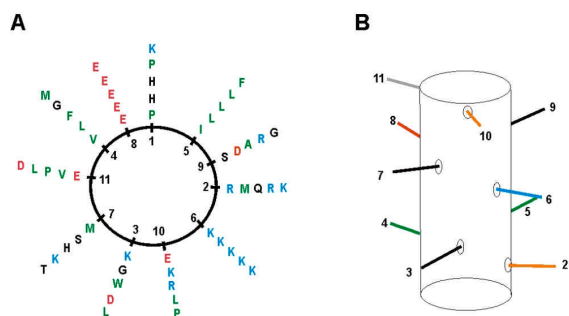 A
K P H H P
I L L L L F
S D A R G
R M Q R K
K K K K K
E K R L P
K G W D L
M S H K T
D L P V E
M G F L V
E E E E E E
1
5
9
2
6
10
3
7
11
4
8
B
11
9
8
10
7
6
5
4
3
2